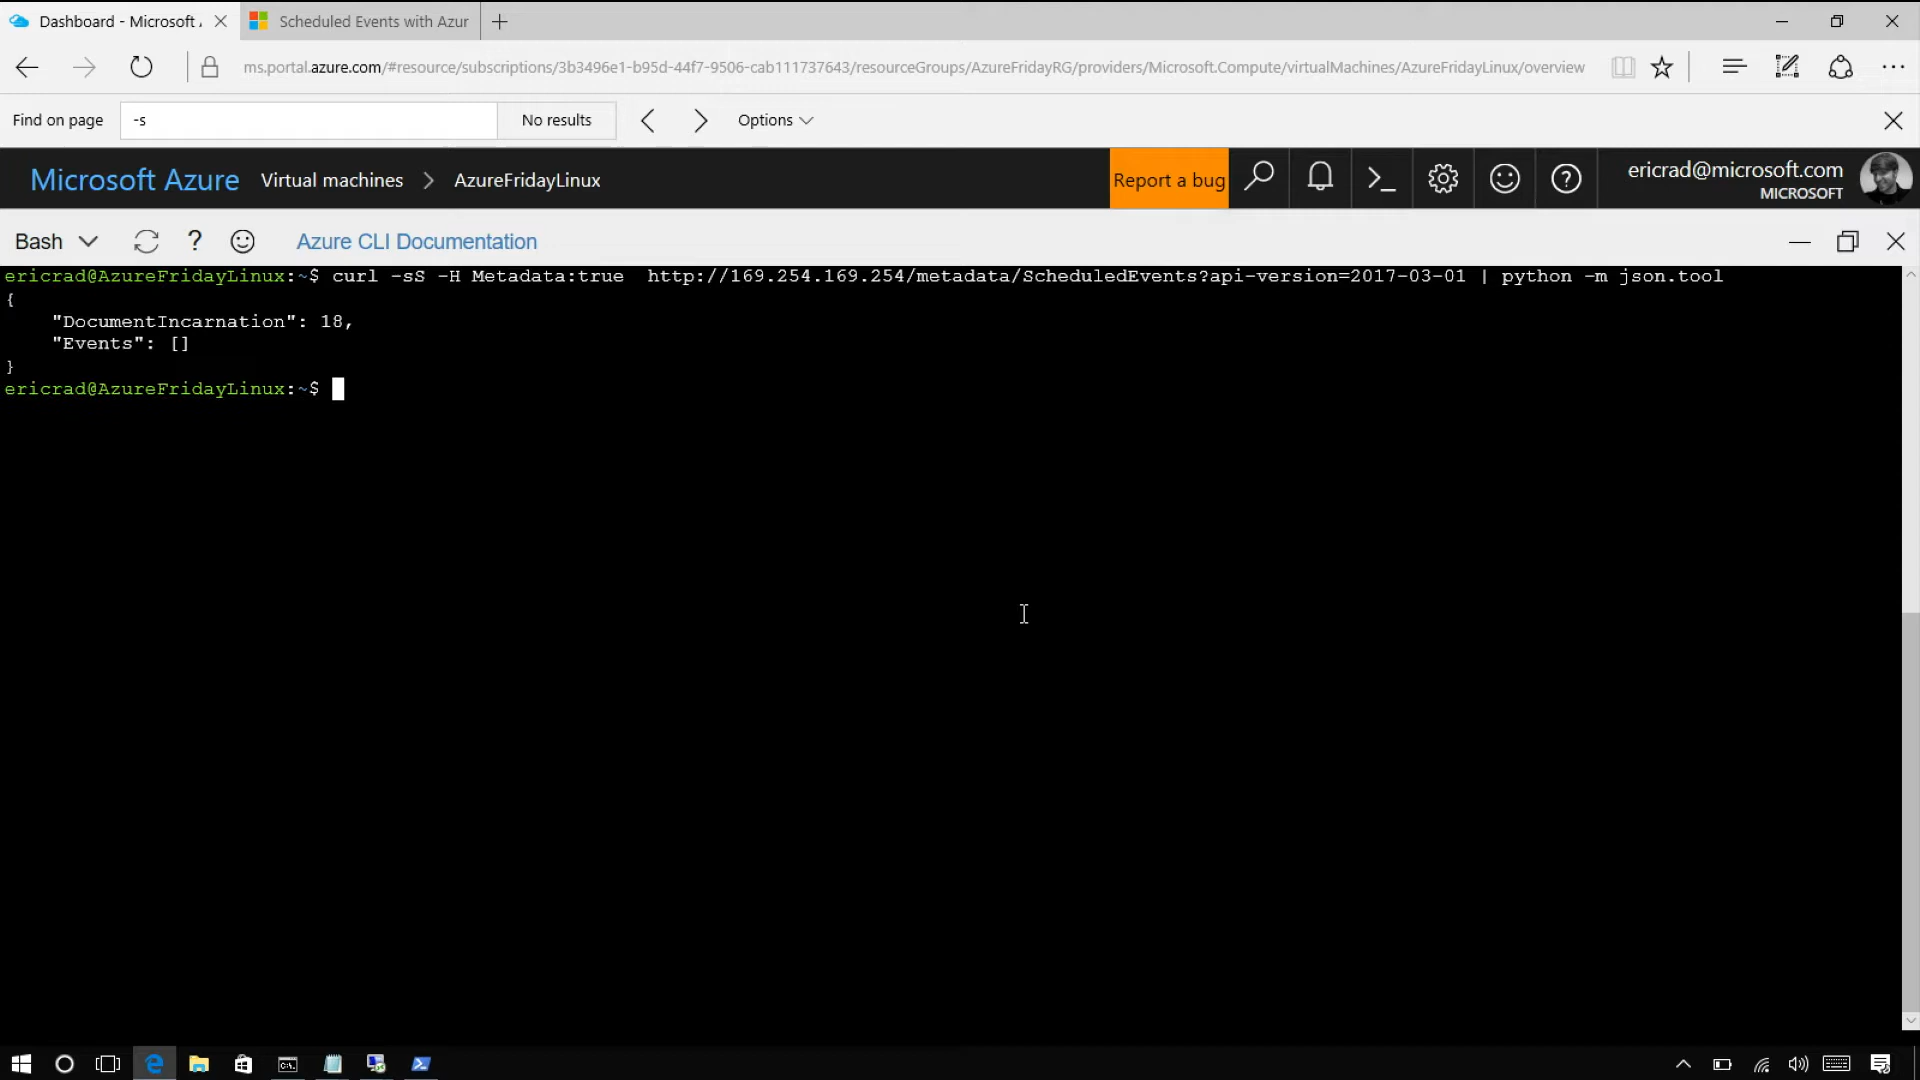 Dashboard - Microsoft
Scheduled Events with Azur
ms.portal.azure.com/#resource/subscriptions/3b3496e1-b95d-44f7-9506-cab111737643/resourceGroups/AzureFridayRG/providers/Microsoft.Compute/virtualMachines/AzureFridayLinux/overview
Find on page
-s
No results
Options
Microsoft Azure
Virtual machines
AzureFridayLinux
Report a bug
ericrad@microsoft.com
MICROSOFT
Bash
Azure CLI Documentation
ericrad@AzureFridayLinux:~$ curl -sS -H Metadata:true  http://169.254.169.254/metadata/ScheduledEvents?api-version=2017-03-01 | python -m json.tool
{
    "DocumentIncarnation": 18,
    "Events": []
}
ericrad@AzureFridayLinux:~$